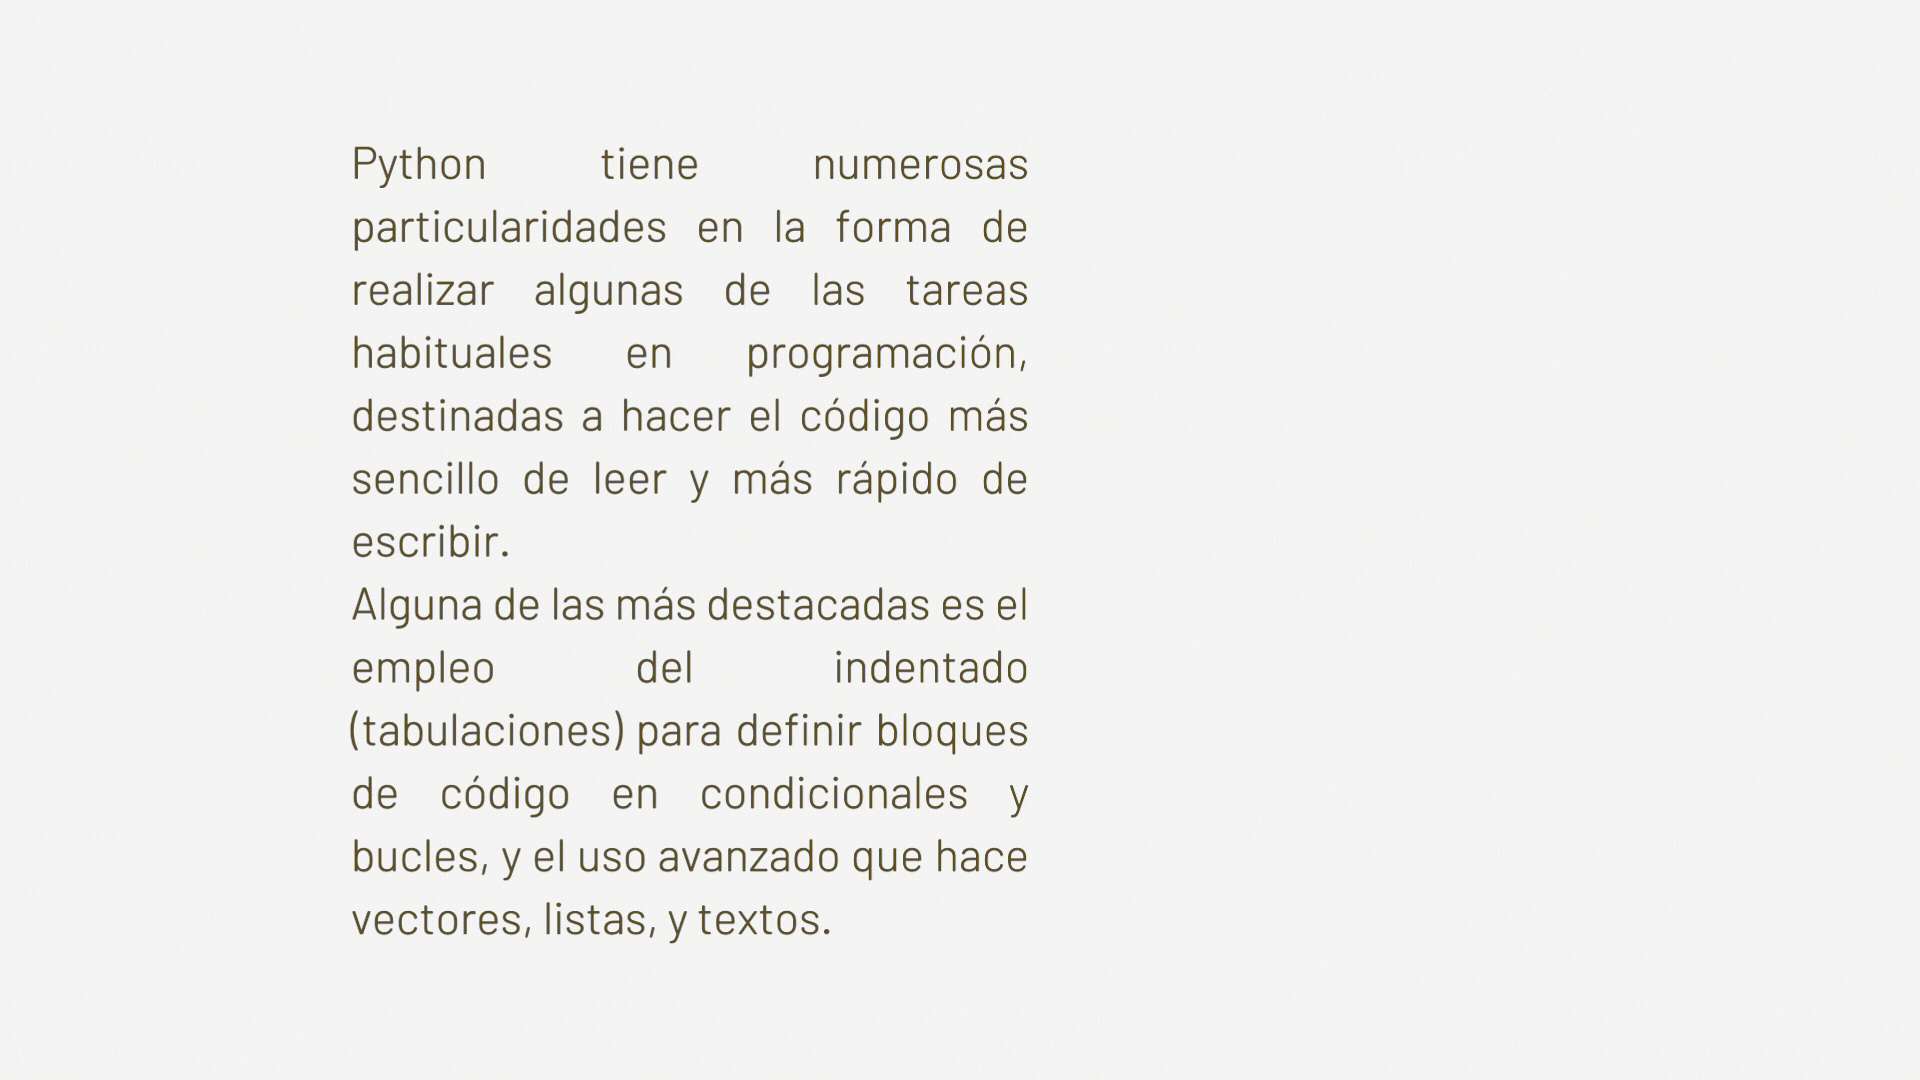 Python tiene numerosas
particularidades en la forma de
realizar algunas de las tareas
habituales en programación,
destinadas a hacer el código más
sencillo de leer y más rápido de
escribir.
Alguna de las más destacadas es el
empleo del indentado
(tabulaciones) para definir bloques
de código en condicionales y
bucles, y el uso avanzado que hace
vectores, listas, y textos.